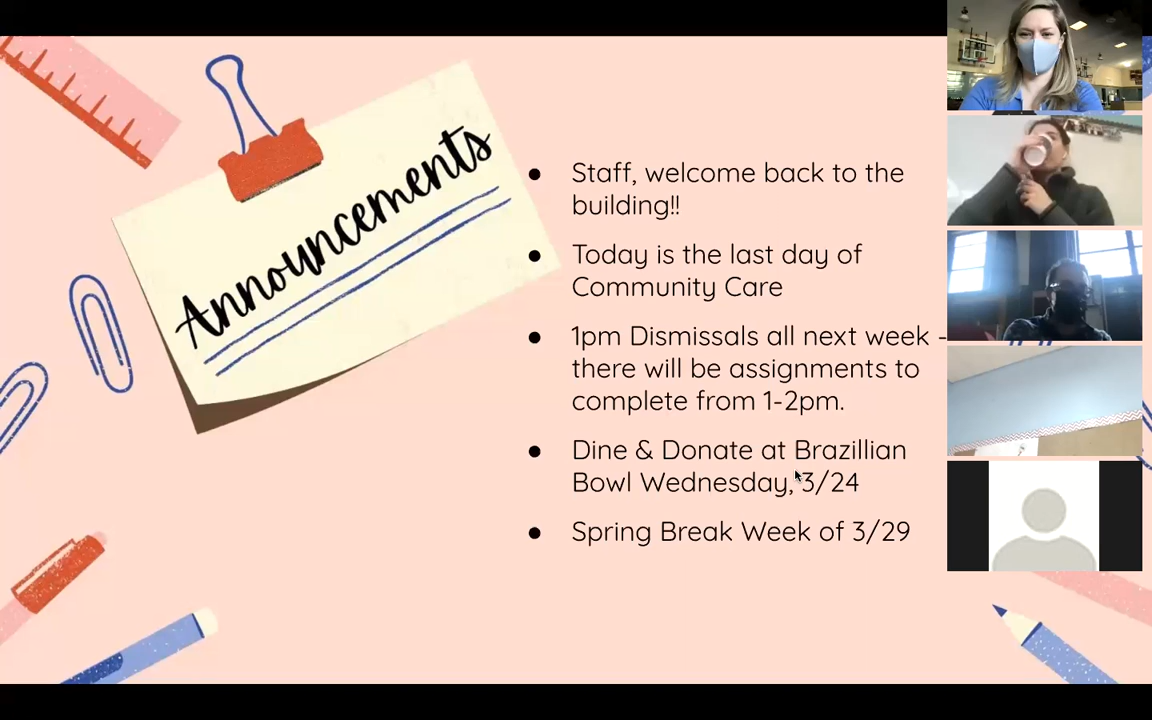 Announcements
● Staff, welcome back to the
building!!
● Today is the last day of
Community Care
● 1pm Dismissals all next week -
there will be assignments to
complete from 1-2pm.
● Dine & Donate at Brazillian
Bowl Wednesday, 3/24
● Spring Break Week of 3/29